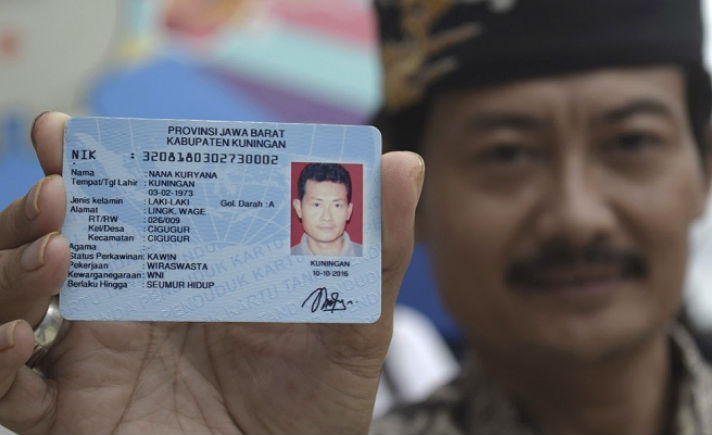 PROVINSI JAWA BARAT
KABUPATEN KUNINGAN
NIK : 3208180302730002
Nama : NANA KURYANA
Tempat/Tgl Lahir : KUNINGAN
03-02-1973
Jenis kelamin : LAKI-LAKI Gol. Darah : A
Alamat : LINGK. WAGE
RT/RW : 026/009
Kel/Desa : CIGUGUR
Kecamatan : CIGUGUR
Agama :
Status Perkawinan : KAWIN
Pekerjaan : WIRASWASTA
Kewarganegaraan : WNI
Berlaku Hingga : SEUMUR HIDUP
KUNINGAN
10-10-2016